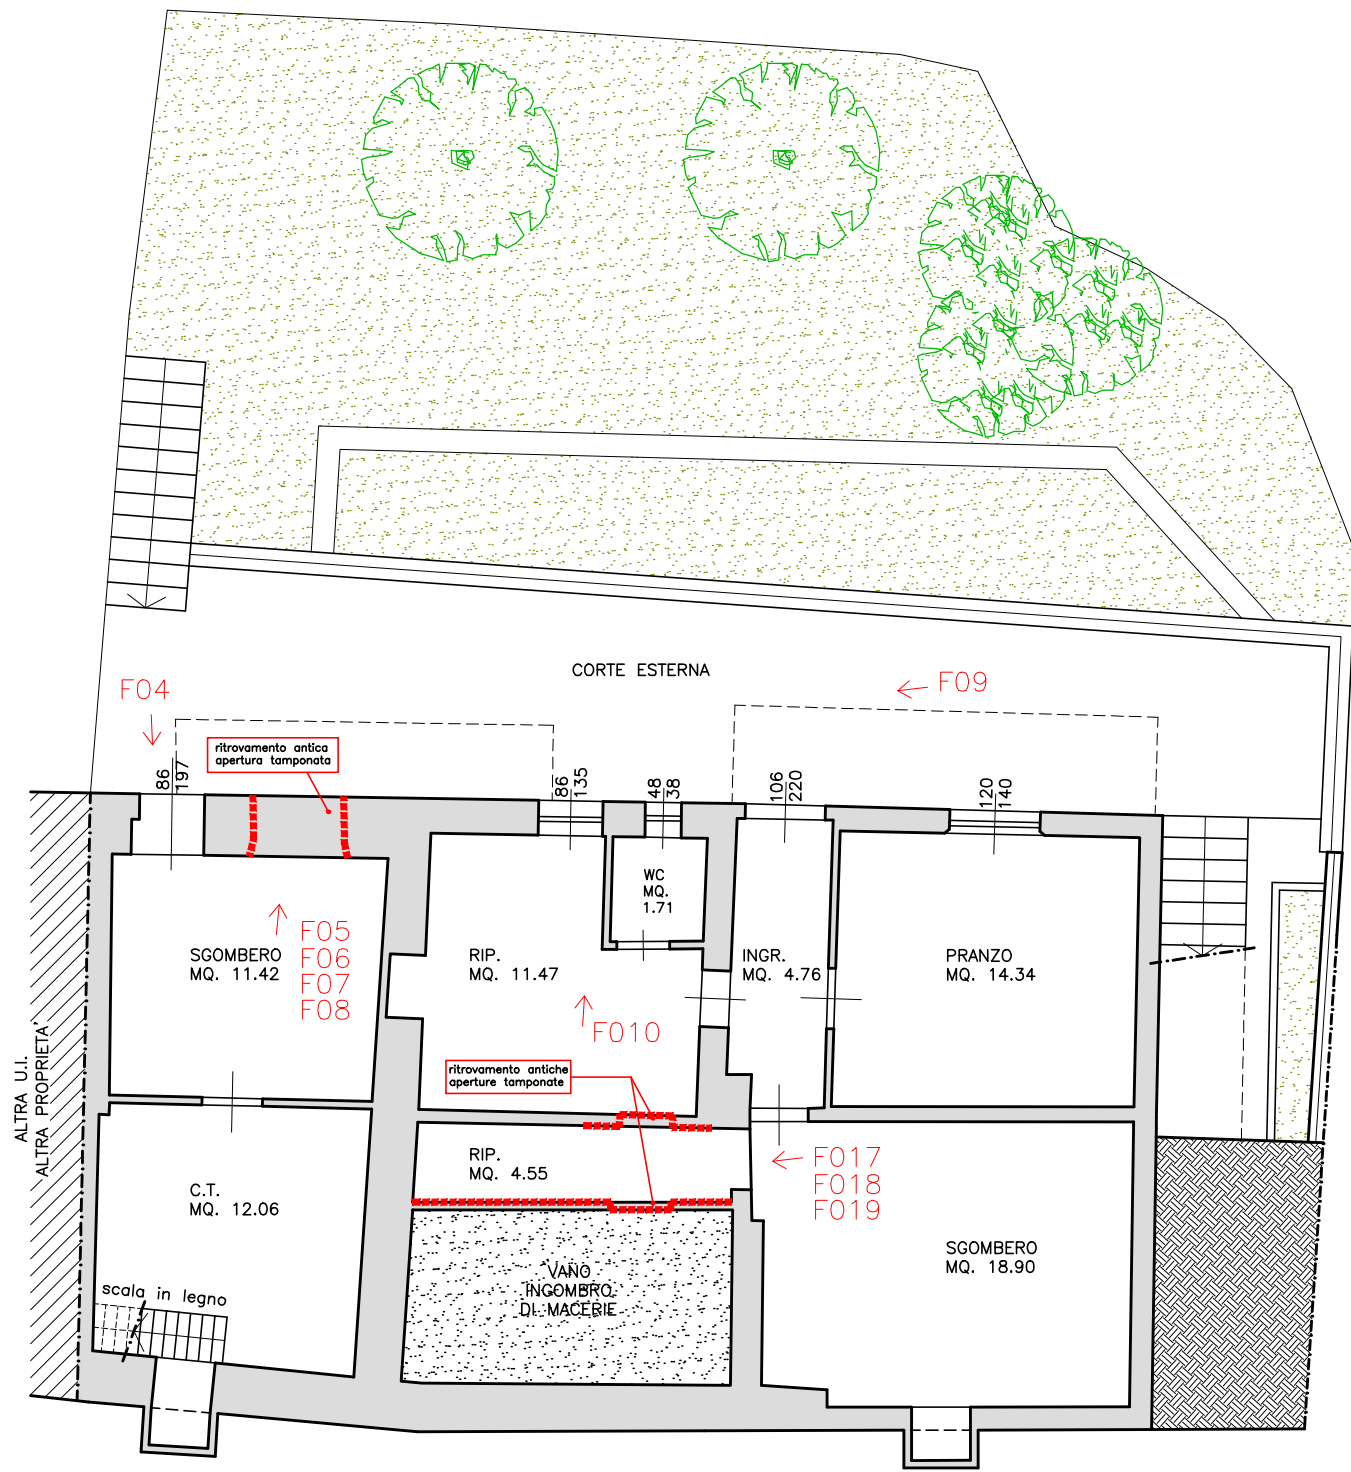 CORTE ESTERNA
F04
F09
ritrovamento antica
apertura tamponata
86
197
86
135
48
38
106
220
120
140
WC
MQ.
1.71
SGOMBERO
MQ. 11.42
F05
F06
F07
F08
RIP.
MQ. 11.47
INGR.
MQ. 4.76
PRANZO
MQ. 14.34
F010
ritrovamento antiche
aperture tamponate
ALTRA U.I.
ALTRA PROPRIETA'
RIP.
MQ. 4.55
F017
F018
F019
C.T.
MQ. 12.06
SGOMBERO
MQ. 18.90
VANO
INGOMBRO
DI MACERIE
scala in legno